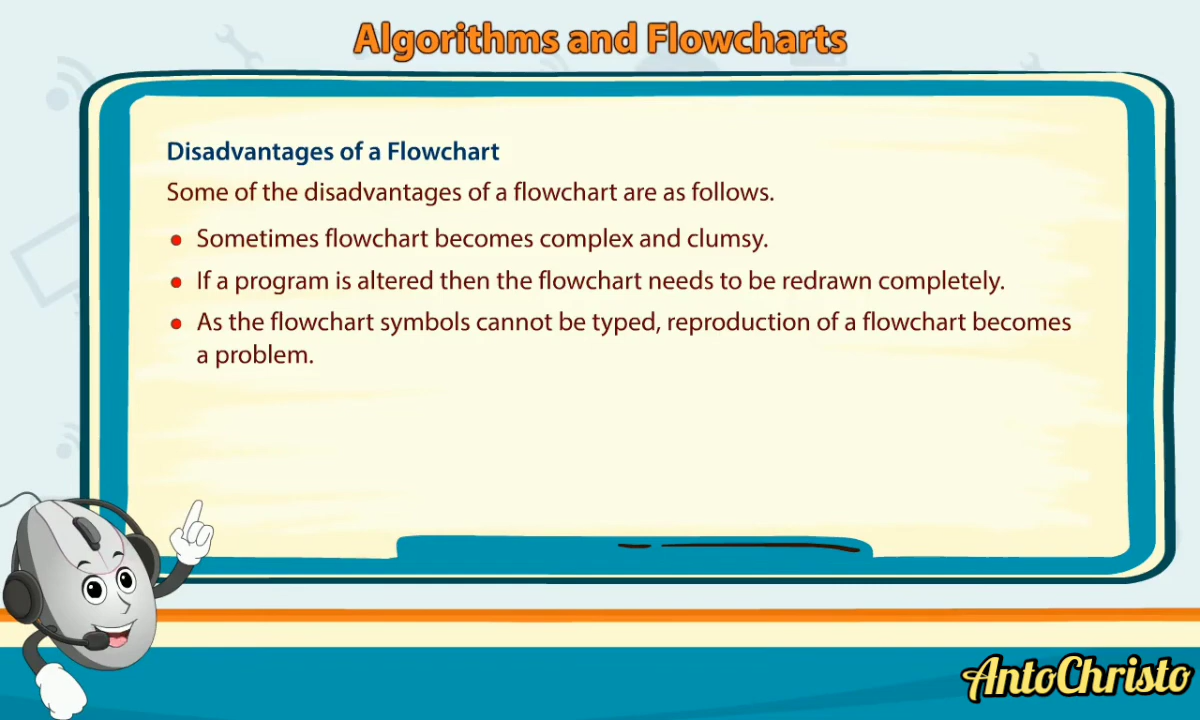 Algorithms and Flowcharts
Disadvantages of a Flowchart
Some of the disadvantages of a flowchart are as follows.
• Sometimes flowchart becomes complex and clumsy.
• If a program is altered then the flowchart needs to be redrawn completely.
• As the flowchart symbols cannot be typed, reproduction of a flowchart becomes
a problem.
AntoChristo